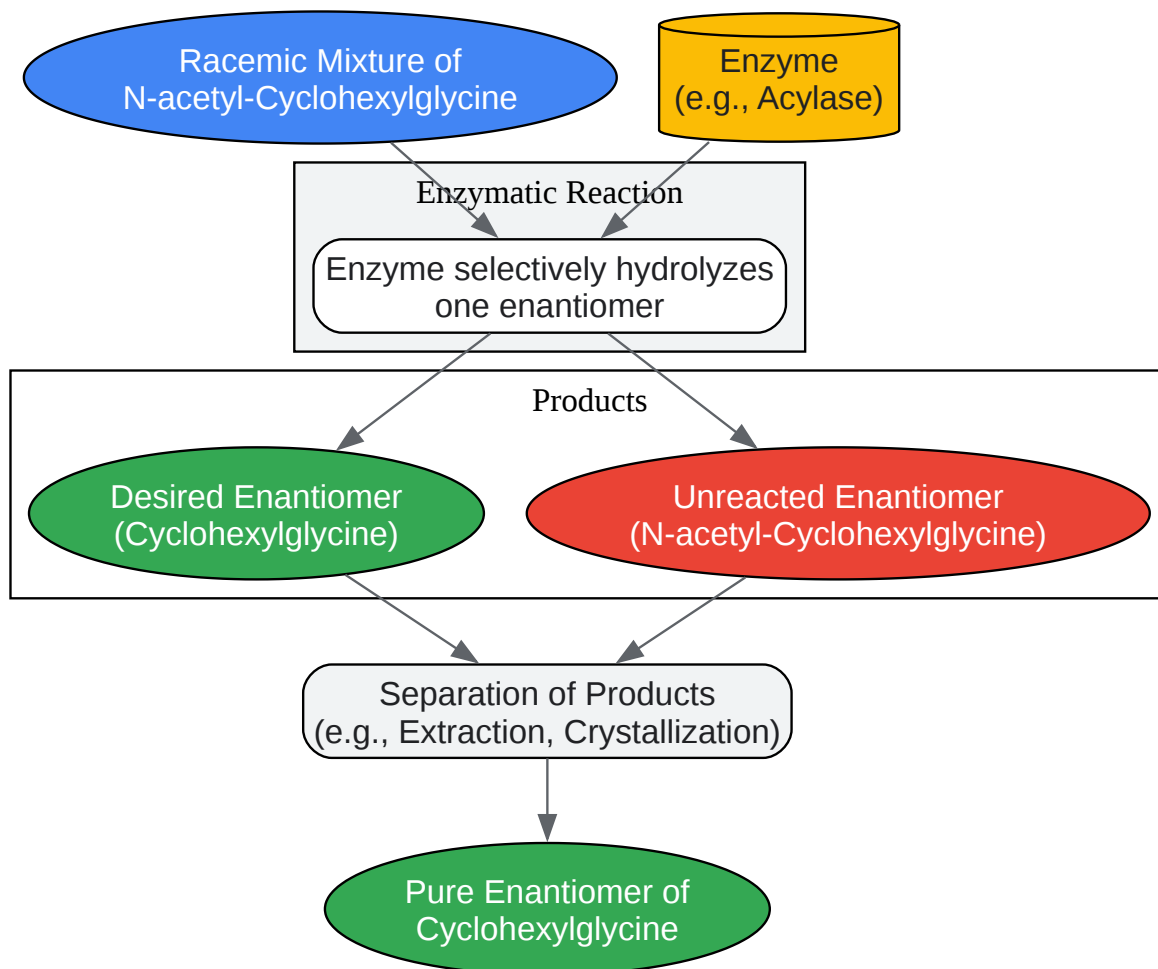 Racemic Mixture of
N-acetyl-Cyclohexylglycine
Enzyme
(e.g., Acylase)
Enzymatic Reaction
Enzyme selectively hydrolyzes
one enantiomer
Products
Desired Enantiomer
(Cyclohexylglycine)
Unreacted Enantiomer
(N-acetyl-Cyclohexylglycine)
Separation of Products
(e.g., Extraction, Crystallization)
Pure Enantiomer of
Cyclohexylglycine